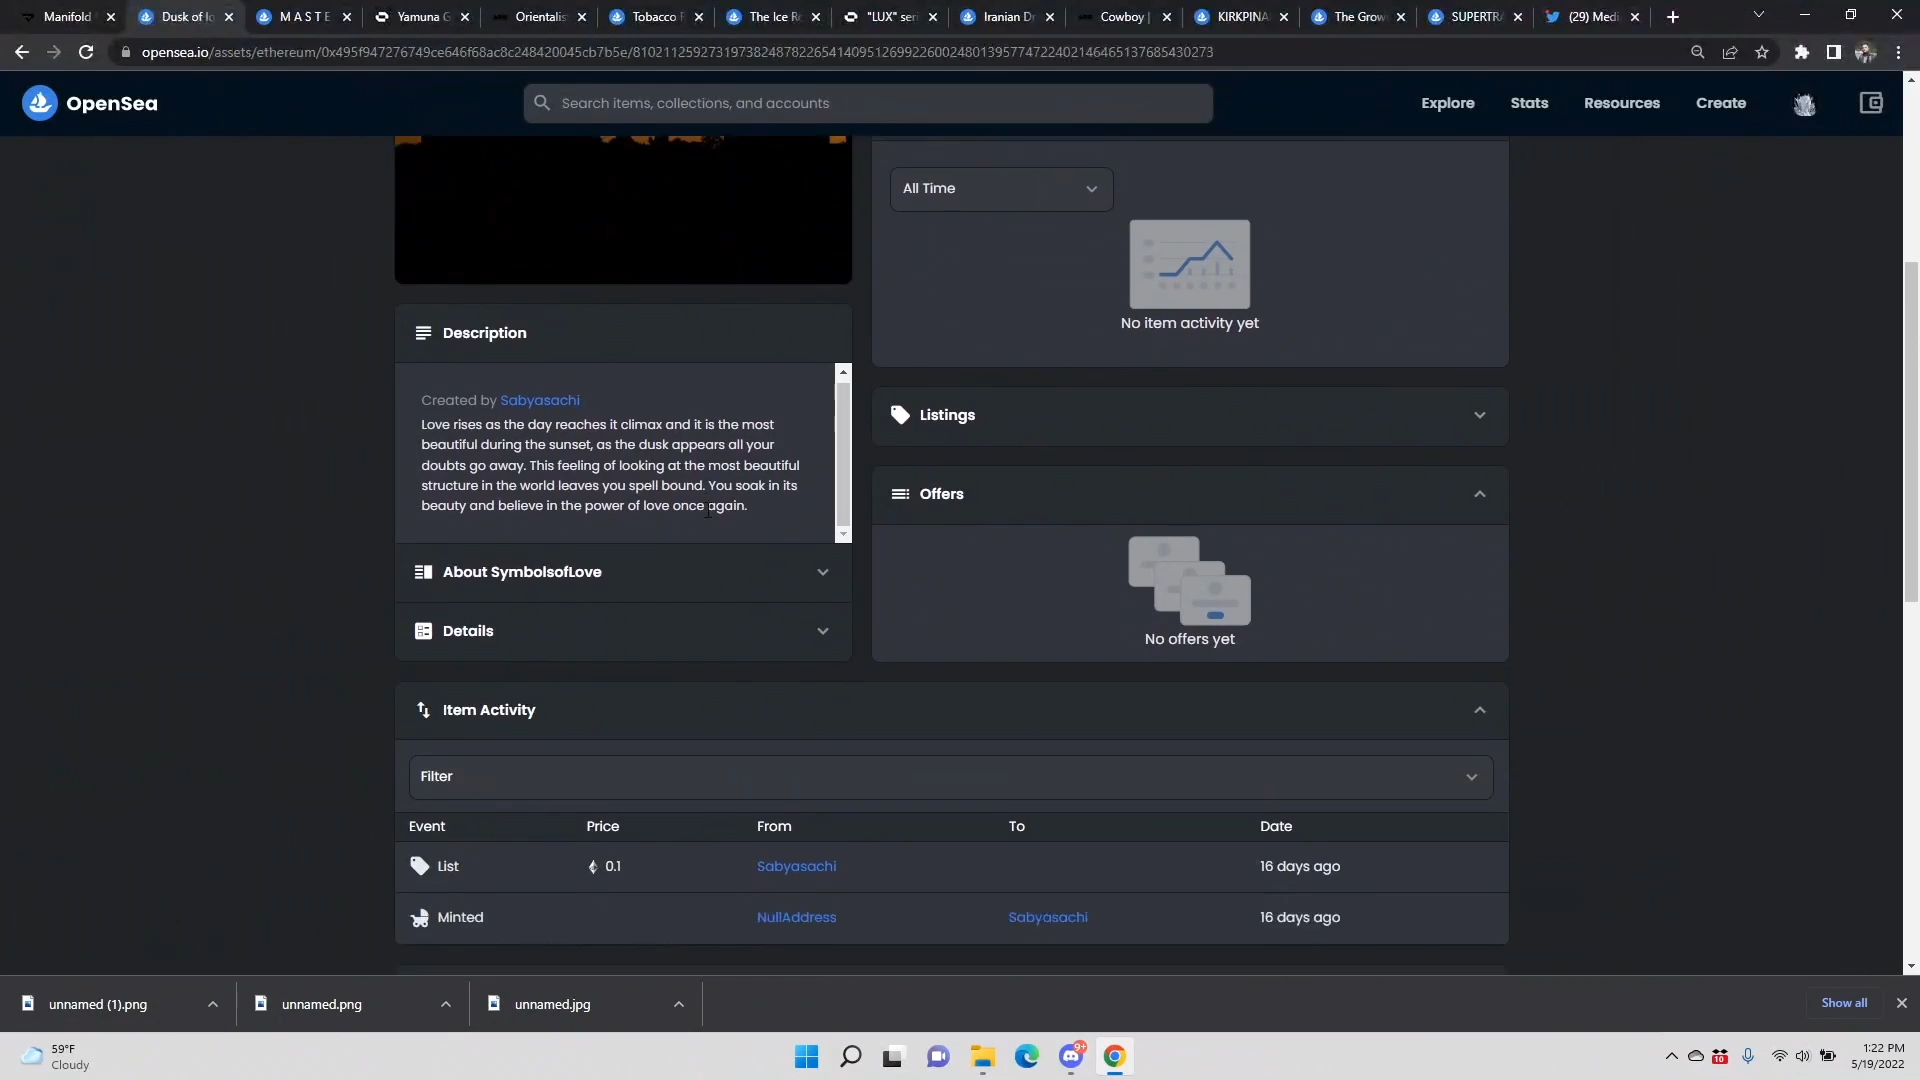 Manifold
Dusk of lo
M A S T E
Yamuna G
Orientalis
Tobacco F
The Ice Re
"LUX" seri
Iranian Dr
Cowboy |
KIRKPINA
The Grow
SUPERTRA
(29) Medi
opensea.io/assets/ethereum/0x495f947276749ce646f68ac8c248420045cb7b5e/81021125927319738248782265414095126992260024801395774722402146465137685430273
OpenSea
Search items, collections, and accounts
Explore
Stats
Resources
Create
All Time
No item activity yet
Description
Created by Sabyasachi
Love rises as the day reaches it climax and it is the most
beautiful during the sunset, as the dusk appears all your
doubts go away. This feeling of looking at the most beautiful
structure in the world leaves you spell bound. You soak in its
beauty and believe in the power of love once again.
Listings
Offers
No offers yet
About SymbolsofLove
Details
Item Activity
Filter
Event Price From To Date
List 0.1 Sabyasachi 16 days ago
Minted NullAddress Sabyasachi 16 days ago
unnamed (1).png
unnamed.png
unnamed.jpg
Show all
59°F
Cloudy
9+
10
1:22 PM
5/19/2022